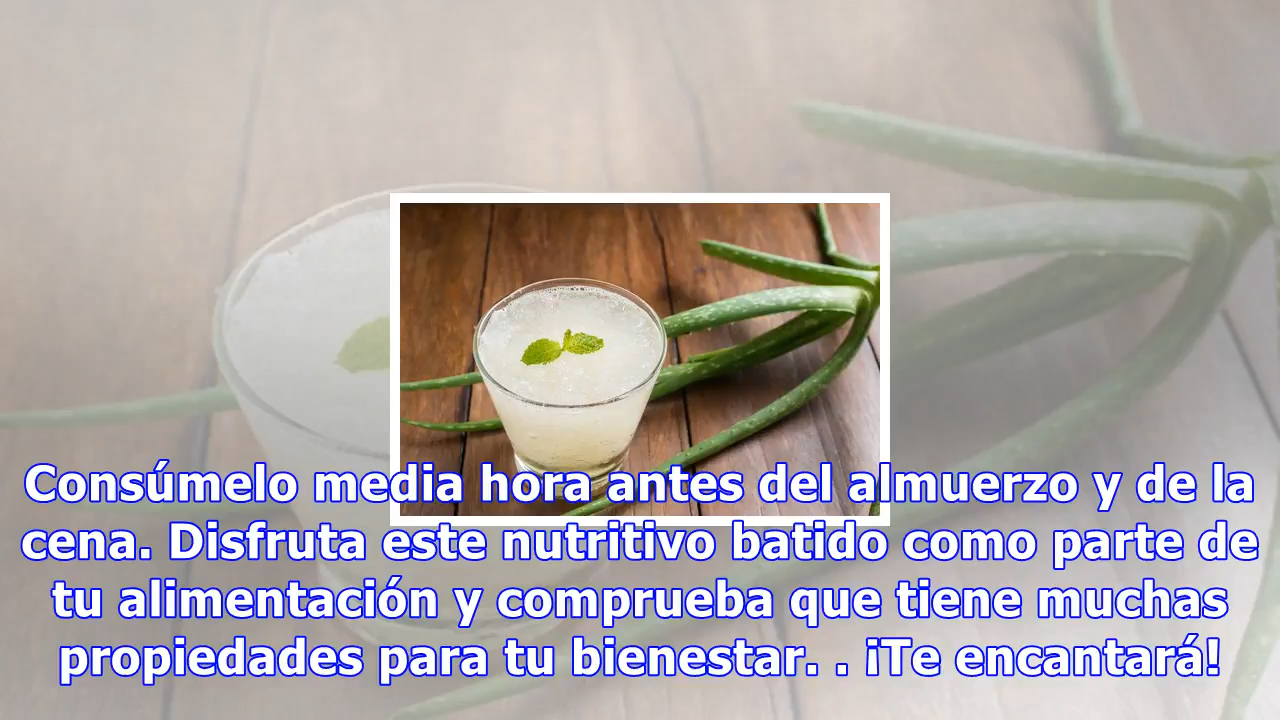 Consúmelo media hora antes del almuerzo y de la
cena. Disfruta este nutritivo batido como parte de
tu alimentación y comprueba que tiene muchas
propiedades para tu bienestar. . ¡Te encantará!